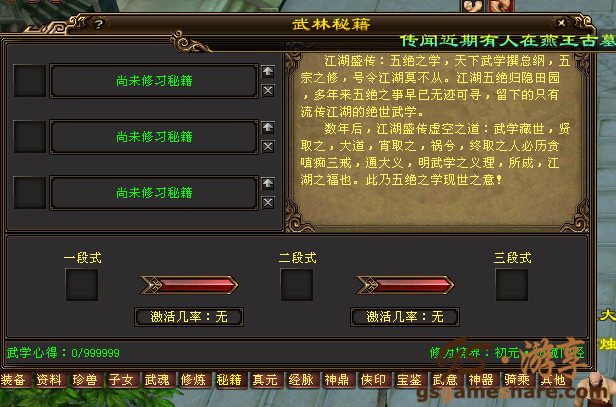 ?
武林秘籍
传闻近期有人在燕王古墓
尚未修习秘籍
尚未修习秘籍
尚未修习秘籍
江湖盛传：五绝之学，天下武学撰总纲，五
宗之修，号令江湖莫不从。江湖五绝归隐田园
，多年来五绝之争早已无迹可寻，留下的只有
流传江湖的绝世武学。
数年后，江湖盛传虚空之道：武学藏世，贤
取之，大道，宵取之，祸兮，终取之人必历贪
嗔痴三戒，通大义，明武学之义理，所成，江
湖之福也。此乃五绝之学现世之意！
一段式
二段式
三段式
激活几率：无
激活几率：无
大
烛
武学心得：0/999999
初元
游享
装备 资料 珍兽 子女 武魂 修炼 秘籍 真元 经脉 神鼎 侠印 宝鉴 武意 神器 骑乘 其他
gsgameshare.com